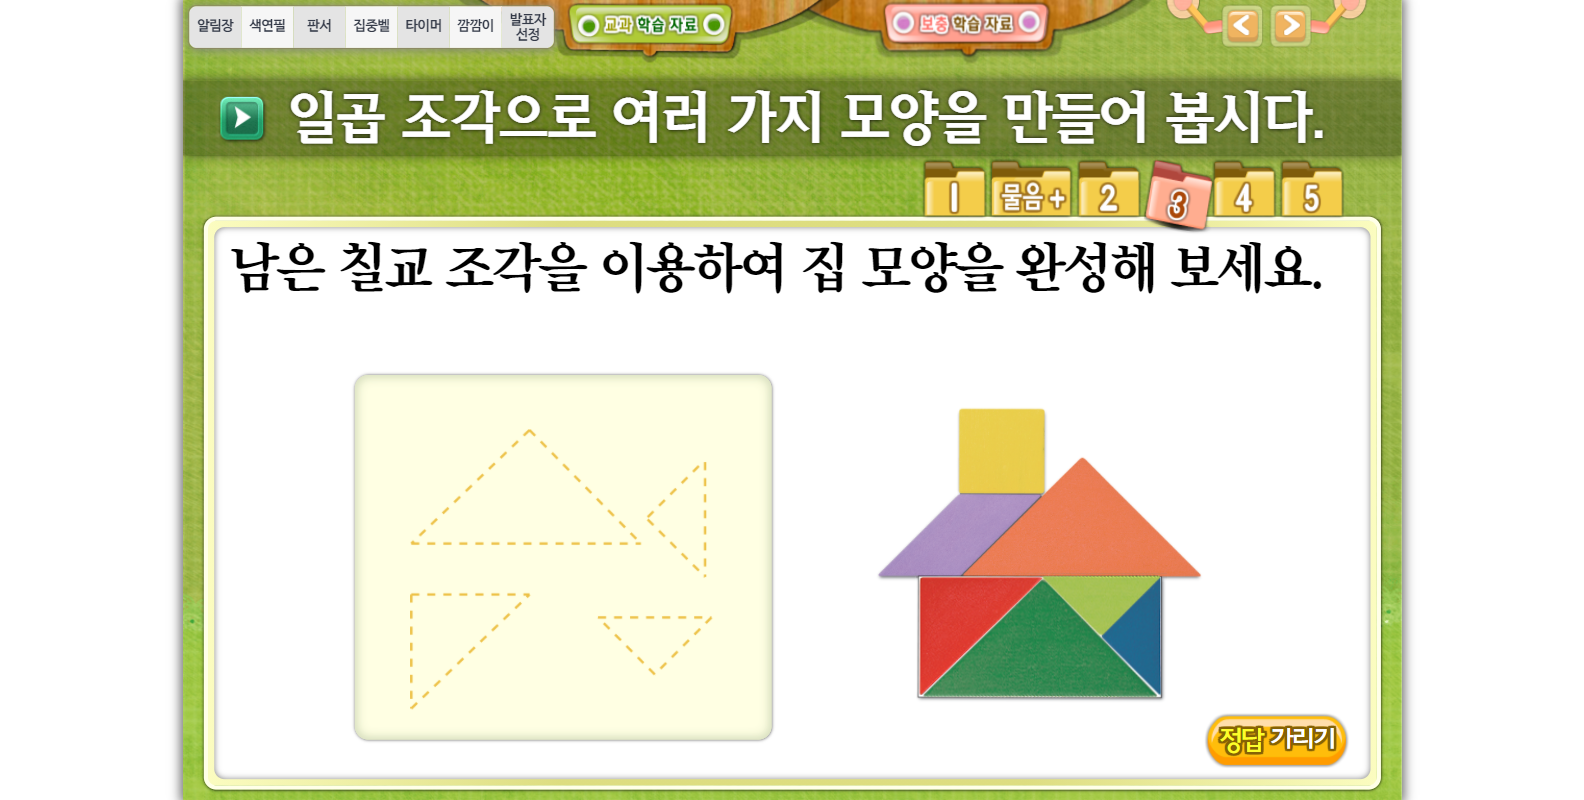 알림장 색연필 판서 집중벨 타이머 깜깜이 발표자 선정
교과 학습 자료
보충 학습 자료
일곱 조각으로 여러 가지 모양을 만들어 봅시다.
1 물음+ 2 3 4 5
남은 칠교 조각을 이용하여 집 모양을 완성해 보세요.
정답 가리기